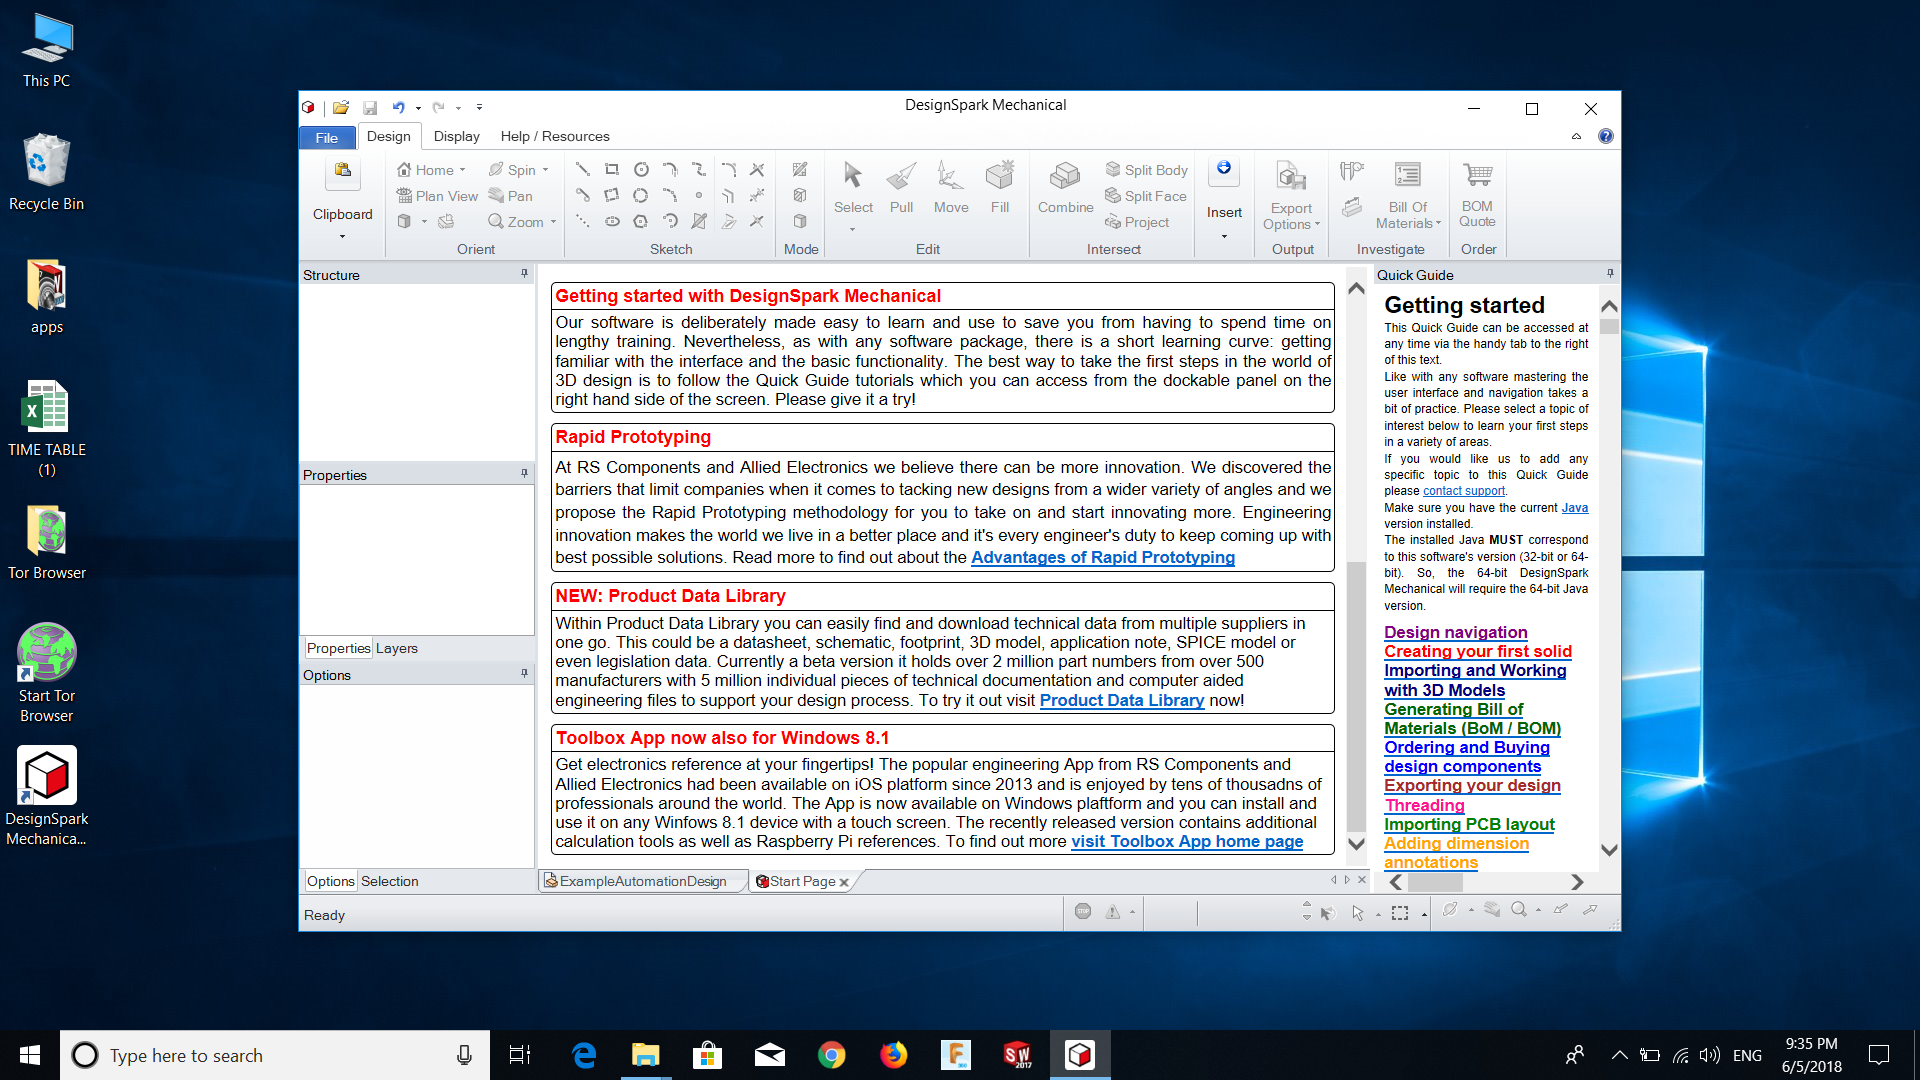 This PC
Recycle Bin
apps
TIME TABLE
(1)
Tor Browser
Start Tor
Browser
DesignSpark
Mechanica...
DesignSpark Mechanical
File
Design
Display
Help / Resources
Clipboard
Home
Spin
Plan View
Pan
Zoom
Orient
Sketch
Mode
Select
Pull
Move
Fill
Edit
Combine
Split Body
Split Face
Project
Intersect
Insert
Export
Options
Output
Bill Of
Materials
Investigate
BOM
Quote
Order
Structure
Properties
Properties
Layers
Options
Options
Selection
Getting started with DesignSpark Mechanical
Our software is deliberately made easy to learn and use to save you from having to spend time on
lengthy training. Nevertheless, as with any software package, there is a short learning curve: getting
familiar with the interface and the basic functionality. The best way to take the first steps in the world of
3D design is to follow the Quick Guide tutorials which you can access from the dockable panel on the
right hand side of the screen. Please give it a try!
Rapid Prototyping
At RS Components and Allied Electronics we believe there can be more innovation. We discovered the
barriers that limit companies when it comes to tacking new designs from a wider variety of angles and we
propose the Rapid Prototyping methodology for you to take on and start innovating more. Engineering
innovation makes the world we live in a better place and it's every engineer's duty to keep coming up with
best possible solutions. Read more to find out about the Advantages of Rapid Prototyping
NEW: Product Data Library
Within Product Data Library you can easily find and download technical data from multiple suppliers in
one go. This could be a datasheet, schematic, footprint, 3D model, application note, SPICE model or
even legislation data. Currently a beta version it holds over 2 million part numbers from over 500
manufacturers with 5 million individual pieces of technical documentation and computer aided
engineering files to support your design process. To try it out visit Product Data Library now!
Toolbox App now also for Windows 8.1
Get electronics reference at your fingertips! The popular engineering App from RS Components and
Allied Electronics had been available on iOS platform since 2013 and is enjoyed by tens of thousadns of
professionals around the world. The App is now available on Windows plaftform and you can install and
use it on any Winfows 8.1 device with a touch screen. The recently released version contains additional
calculation tools as well as Raspberry Pi references. To find out more visit Toolbox App home page
ExampleAutomationDesign
Start Page
Quick Guide
Getting started
This Quick Guide can be accessed at
any time via the handy tab to the right
of this text.
Like with any software mastering the
user interface and navigation takes a
bit of practice. Please select a topic of
interest below to learn your first steps
in a variety of areas.
If you would like us to add any
specific topic to this Quick Guide
please contact support.
Make sure you have the current Java
version installed.
The installed Java MUST correspond
to this software's version (32-bit or 64-
bit). So, the 64-bit DesignSpark
Mechanical will require the 64-bit Java
version.
Design navigation
Creating your first solid
Importing and Working
with 3D Models
Generating Bill of
Materials (BoM / BOM)
Ordering and Buying
design components
Exporting your design
Threading
Importing PCB layout
Adding dimension
annotations
Ready
Type here to search
SW
2017
ENG
9:35 PM
6/5/2018